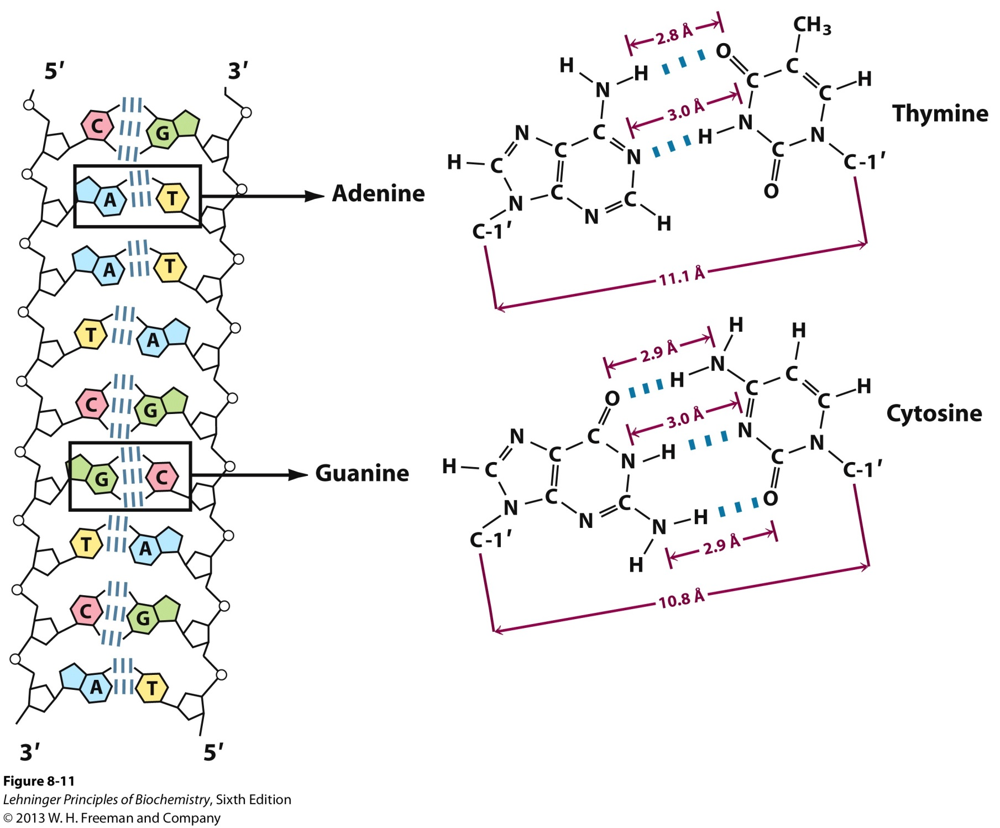 5′ 3′
C G
A T
A T
T A
C G
G C
T A
C G
A T
3′ 5′
Adenine
Guanine
2.8 Å
CH3
H H O
N C C H
3.0 Å C
N C N H N Thymine
H C C N C N
N C C O C-1′
C-1′ N H
11.1 Å
2.9 Å H H
H N C H
O C C
3.0 Å Cytosine
N C N H N N
H C C C C-1′
N C N C N H O
C-1′ H
2.9 Å
10.8 Å
Figure 8-11
Lehninger Principles of Biochemistry, Sixth Edition
© 2013 W. H. Freeman and Company